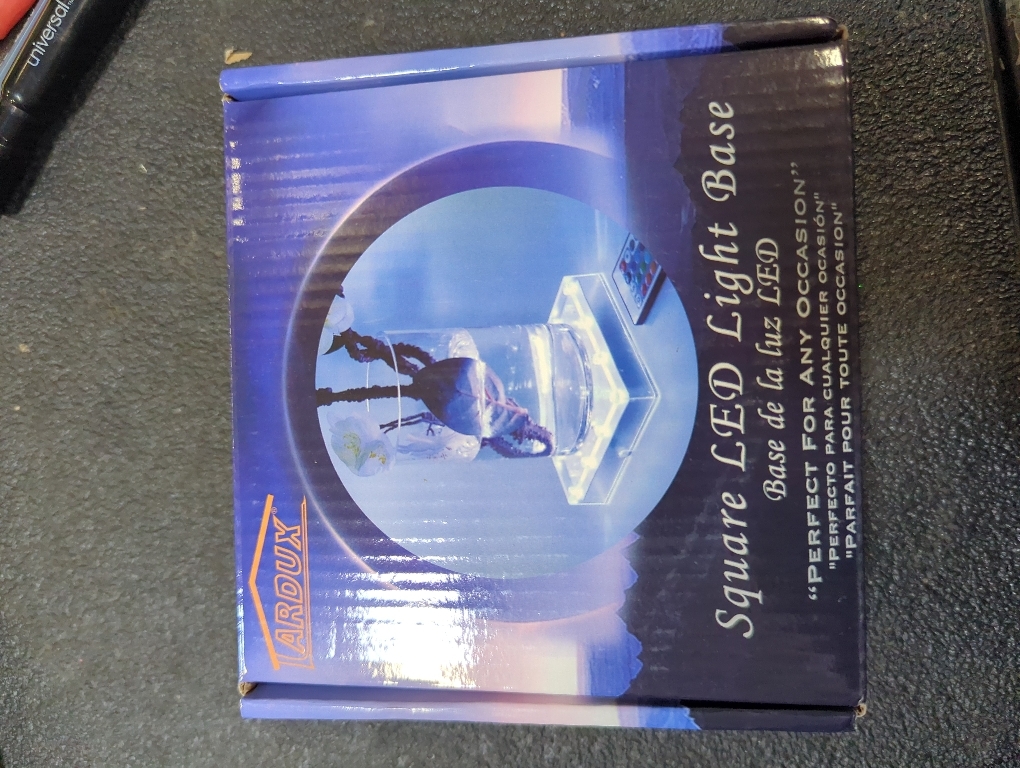 universal
ARDUX®
Square LED Light Base
Base de la luz LED
“PERFECT FOR ANY OCCASION”
"PERFECTO PARA CUALQUIER OCASIÓN"
"PARFAIT POUR TOUTE OCCASION"